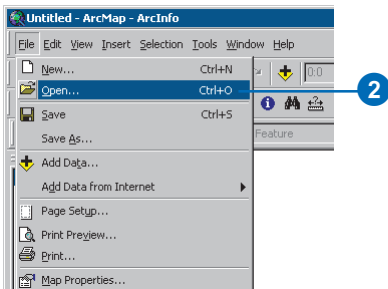 Untitled - ArcMap - ArcInfo
File Edit View Insert Selection Tools Window Help
New... Ctrl+N
0:0
Open... Ctrl+O
2
Save Ctrl+S
Feature
Save As...
Add Data...
Add Data from Internet
Page Setup...
Print Preview...
Print...
Map Properties...